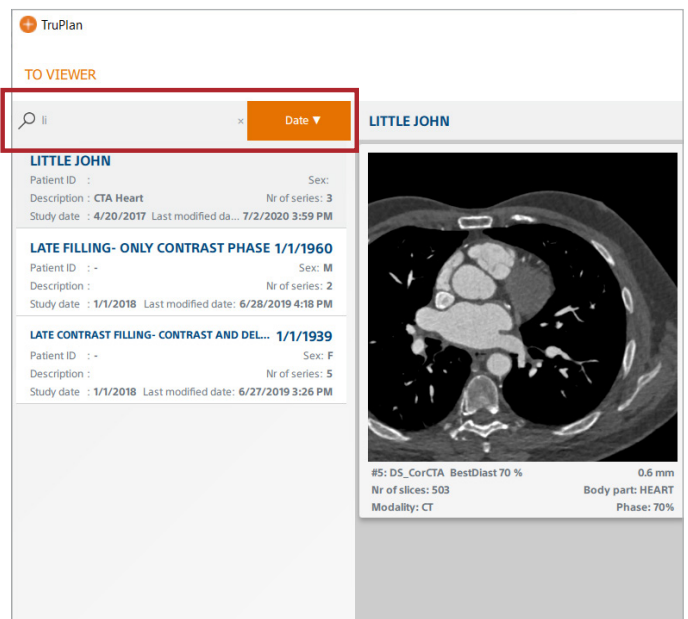 TruPlan
TO VIEWER
li × Date ▼
LITTLE JOHN
Patient ID : Sex:
Description : CTA Heart Nr of series: 3
Study date : 4/20/2017 Last modified da... 7/2/2020 3:59 PM
LATE FILLING- ONLY CONTRAST PHASE 1/1/1960
Patient ID : - Sex: M
Description : Nr of series: 2
Study date : 1/1/2018 Last modified date: 6/28/2019 4:18 PM
LATE CONTRAST FILLING- CONTRAST AND DEL... 1/1/1939
Patient ID : - Sex: F
Description : Nr of series: 5
Study date : 1/1/2018 Last modified date: 6/27/2019 3:26 PM
LITTLE JOHN
#5: DS_CorCTA BestDiast 70 % 0.6 mm
Nr of slices: 503 Body part: HEART
Modality: CT Phase: 70%